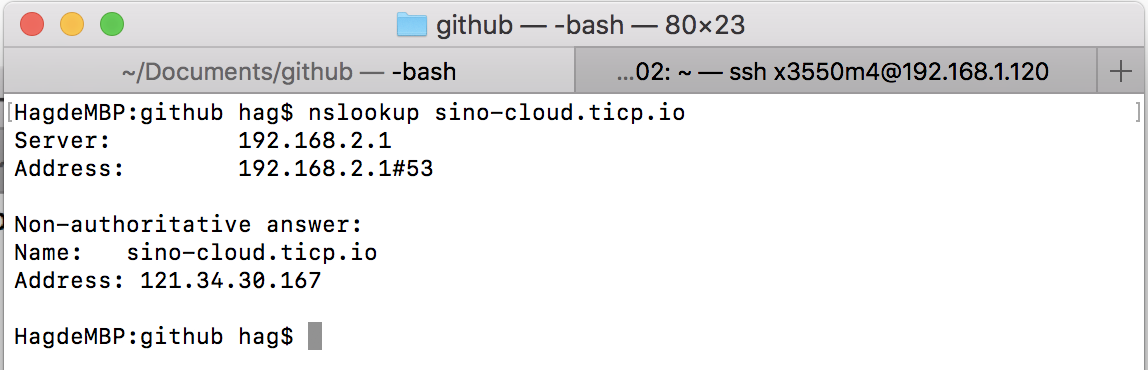 github — -bash — 80×23
~/Documents/github — -bash
...02: ~ — ssh x3550m4@192.168.1.120
[HagdeMBP:github hag$ nslookup sino-cloud.ticp.io ]
Server: 192.168.2.1
Address: 192.168.2.1#53
Non-authoritative answer:
Name: sino-cloud.ticp.io
Address: 121.34.30.167
HagdeMBP:github hag$